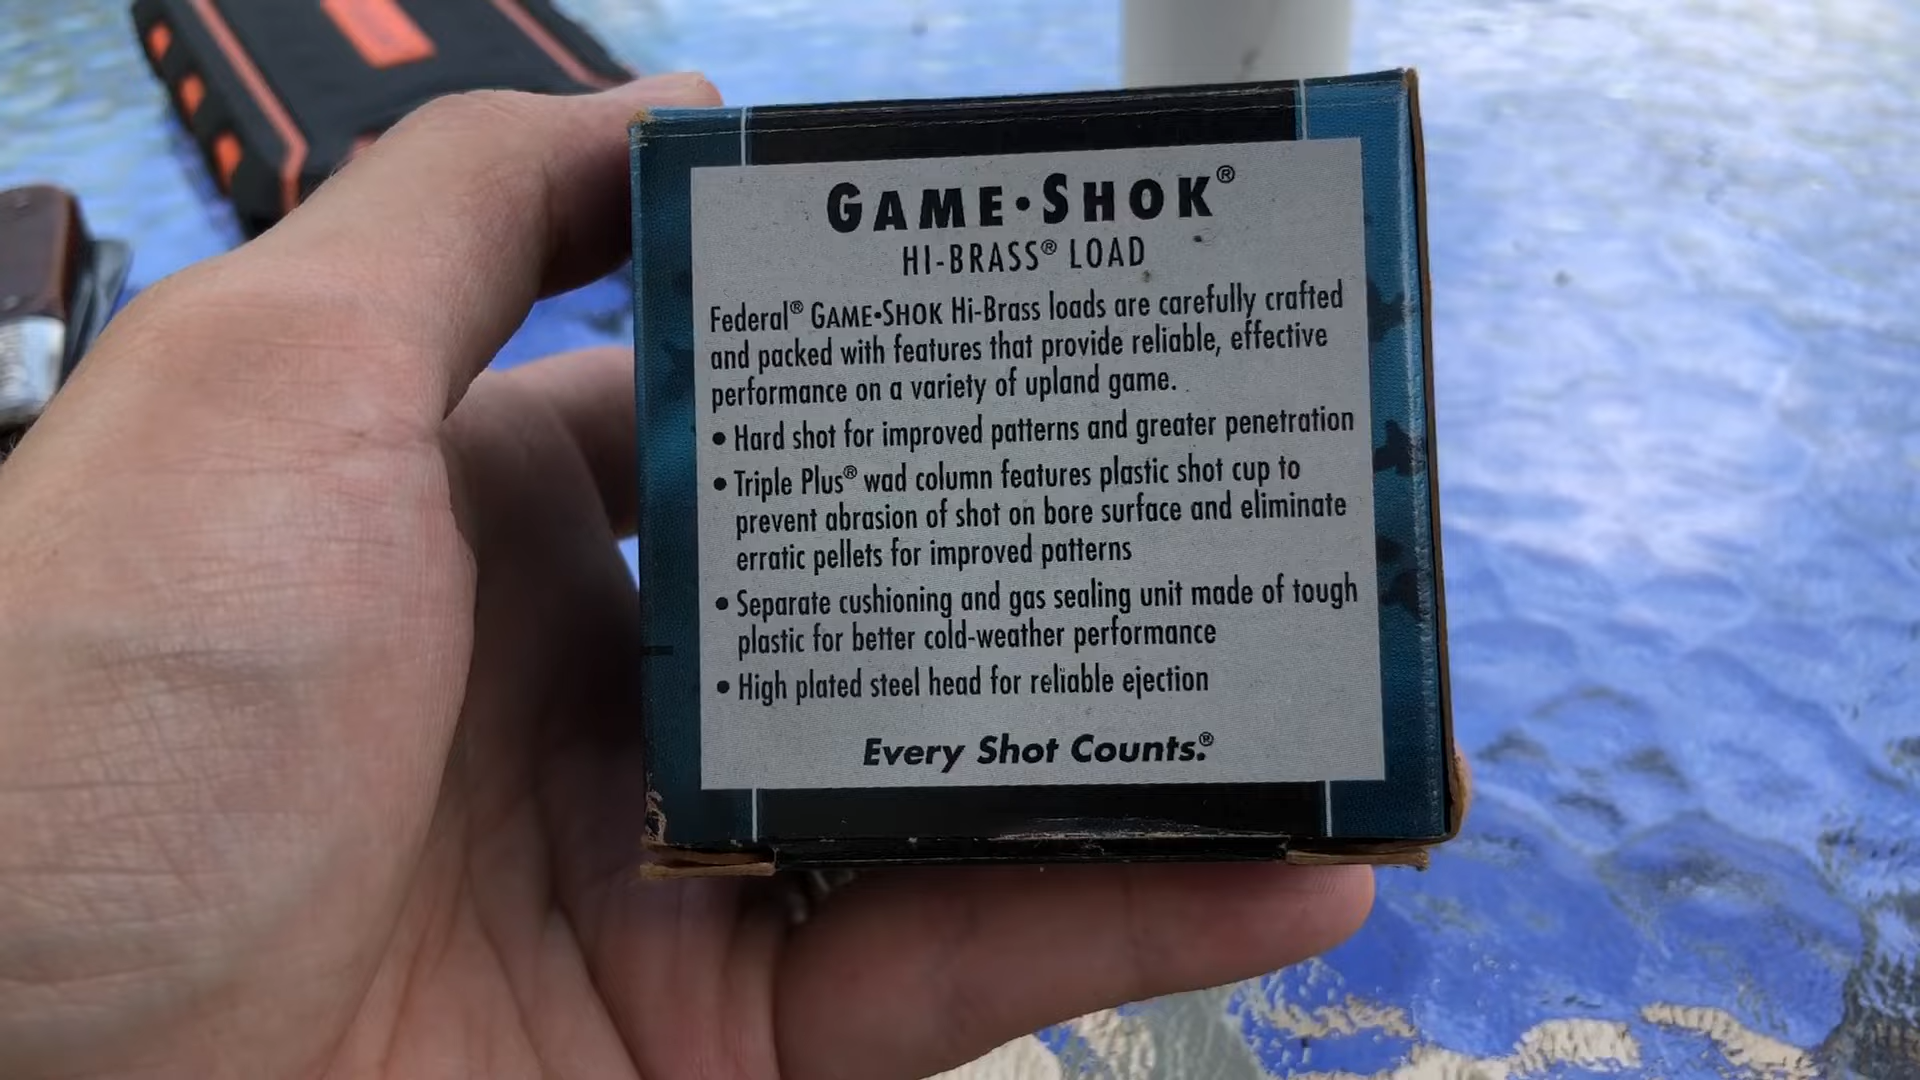 GAME•SHOK®
HI-BRASS® LOAD
Federal® GAME•SHOK Hi-Brass loads are carefully crafted
and packed with features that provide reliable, effective
performance on a variety of upland game.
• Hard shot for improved patterns and greater penetration
• Triple Plus® wad column features plastic shot cup to
prevent abrasion of shot on bore surface and eliminate
erratic pellets for improved patterns
• Separate cushioning and gas sealing unit made of tough
plastic for better cold-weather performance
• High plated steel head for reliable ejection
Every Shot Counts.®